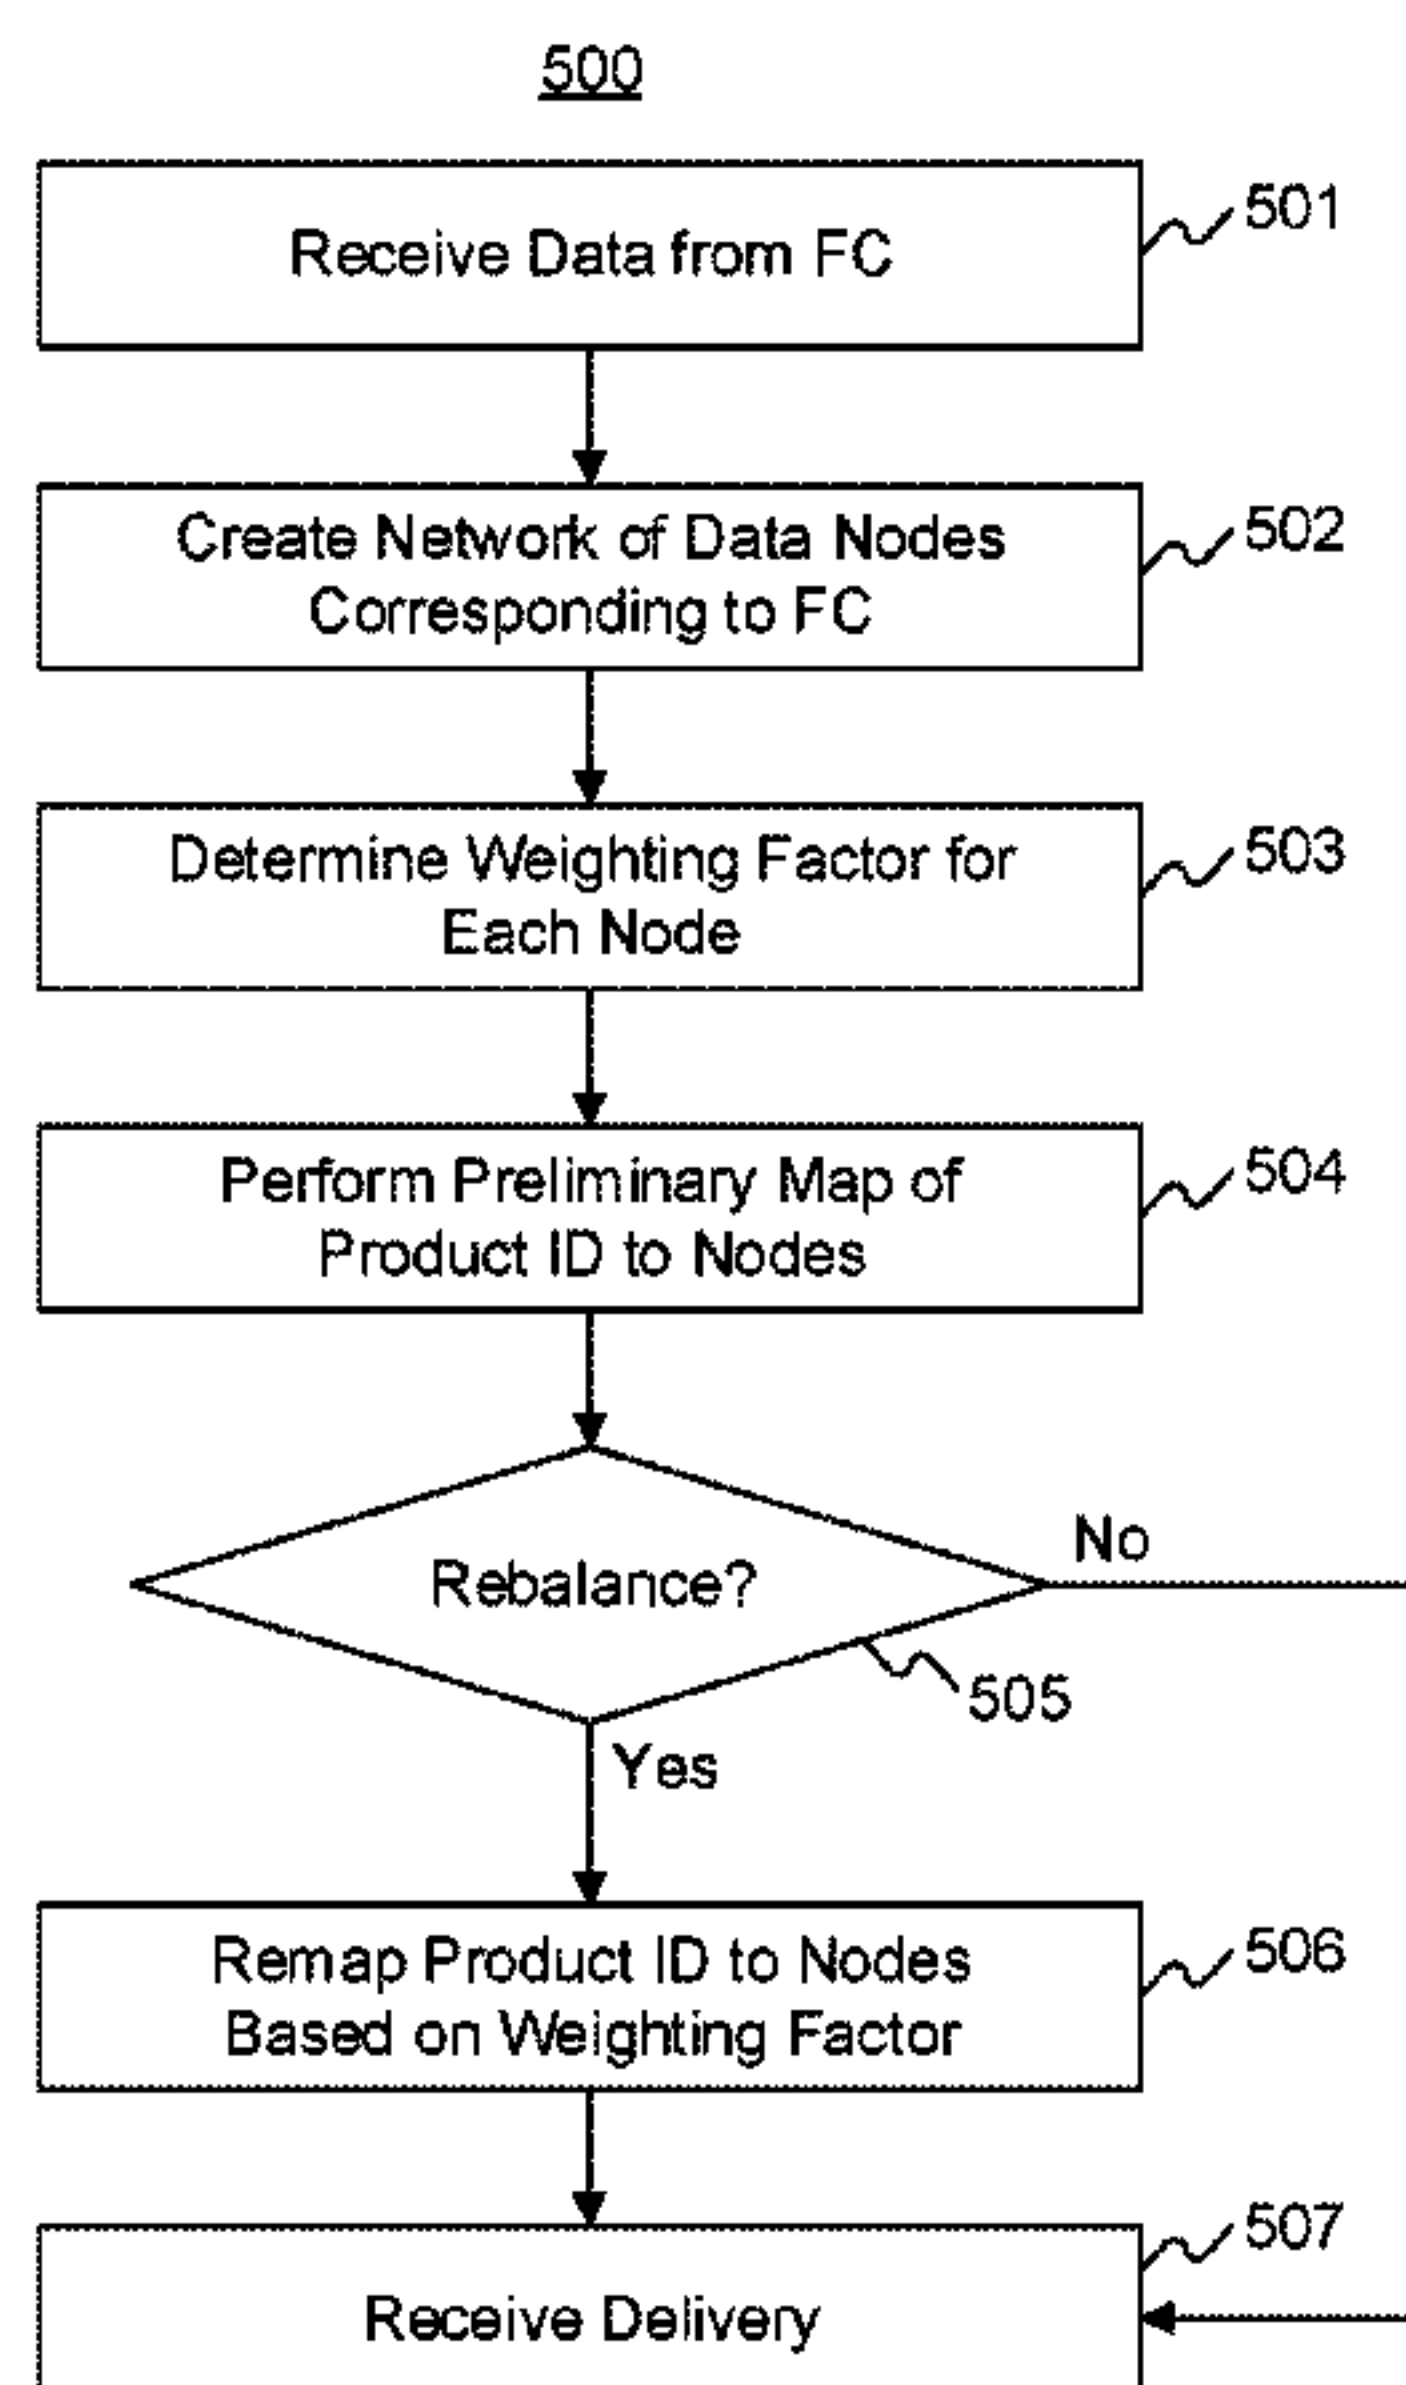 500
Receive Data from FC
501
Create Network of Data Nodes
Corresponding to FC
502
Determine Weighting Factor for
Each Node
503
Perform Preliminary Map of
Product ID to Nodes
504
Rebalance?
No
505
Yes
Remap Product ID to Nodes
Based on Weighting Factor
506
507
Receive Delivery